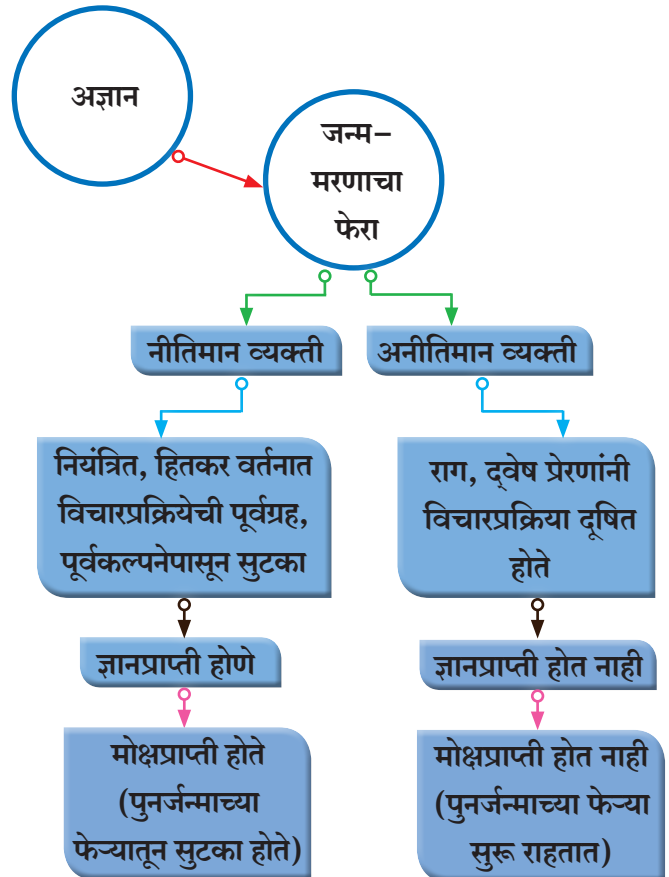 अज्ञान
जन्म–
मरणाचा
फेरा
नीतिमान व्यक्ती
अनीतिमान व्यक्ती
नियंत्रित, हितकर वर्तनात
विचारप्रक्रियेची पूर्वग्रह,
पूर्वकल्पनेपासून सुटका
राग, द्‌वेष प्रेरणांनी
विचारप्रक्रिया दूषित
होते
ज्ञानप्राप्ती होणे
ज्ञानप्राप्ती होत नाही
मोक्षप्राप्ती होते
(पुनर्जन्माच्या
फेऱ्यातून सुटका होते)
मोक्षप्राप्ती होत नाही
(पुनर्जन्माच्या फेऱ्या
सुरू राहतात)